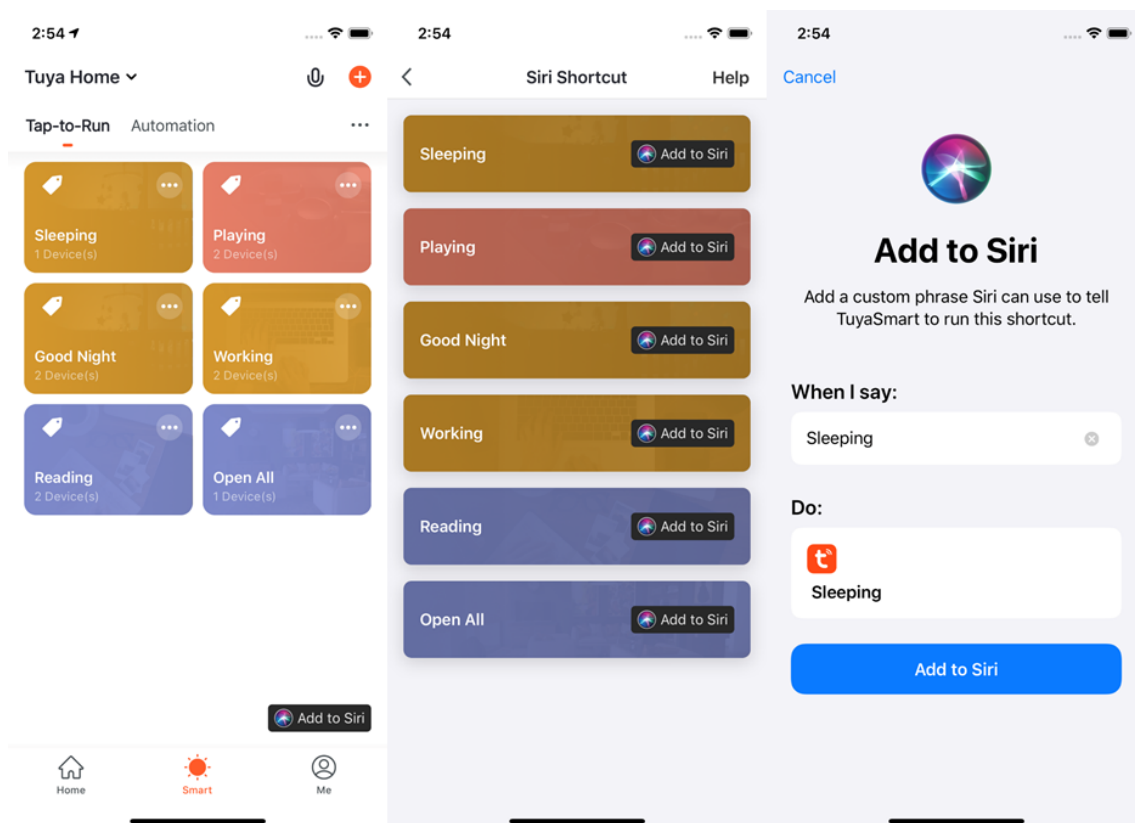 2:54
Tuya Home
Tap-to-Run Automation
Sleeping
1 Device(s)
Playing
2 Device(s)
Good Night
2 Device(s)
Working
2 Device(s)
Reading
2 Device(s)
Open All
1 Device(s)
Add to Siri
Home
Smart
Me
2:54
Siri Shortcut Help
Sleeping Add to Siri
Playing Add to Siri
Good Night Add to Siri
Working Add to Siri
Reading Add to Siri
Open All Add to Siri
2:54
Cancel
Add to Siri
Add a custom phrase Siri can use to tell
TuyaSmart to run this shortcut.
When I say:
Sleeping
Do:
t
Sleeping
Add to Siri